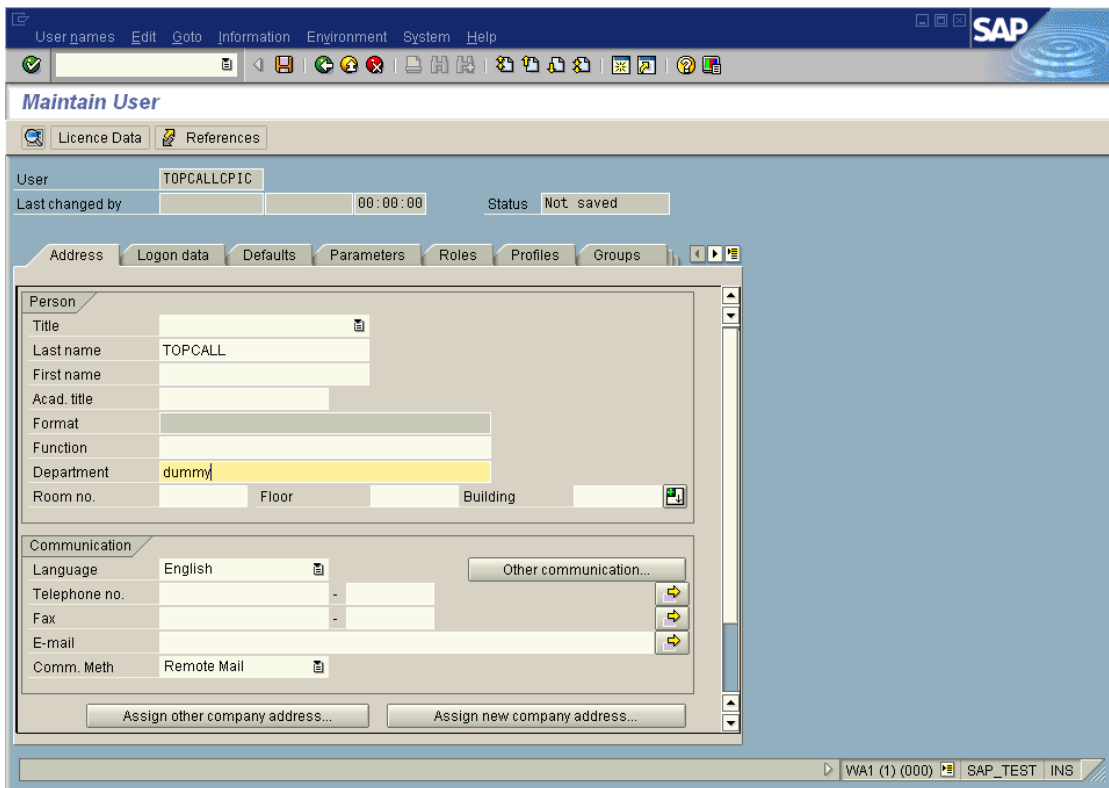 User names Edit Goto Information Environment System Help
SAP
Maintain User
Licence Data References
User TOPCALLCPIC
Last changed by 00:00:00 Status Not saved
Address Logon data Defaults Parameters Roles Profiles Groups
Person
Title
Last name TOPCALL
First name
Acad. title
Format
Function
Department dummy
Room no. Floor Building
Communication
Language English Other communication...
Telephone no. -
Fax -
E-mail
Comm. Meth Remote Mail
Assign other company address... Assign new company address...
WA1 (1) (000) SAP_TEST INS